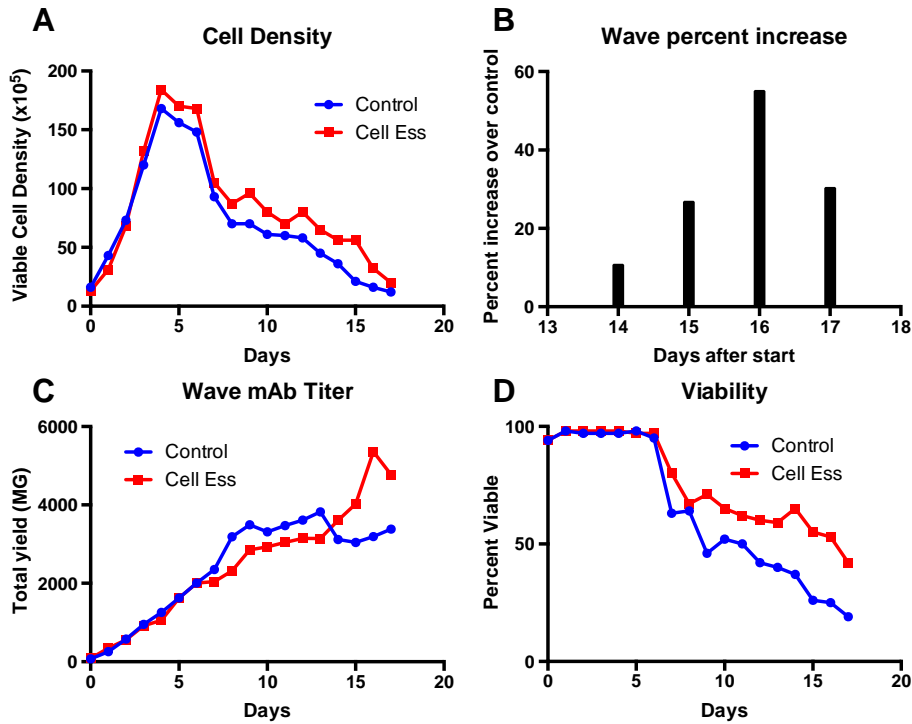 A
Cell Density
Viable Cell Density (x10⁵)
200
150
100
50
0
Control
Cell Ess
0 5 10 15 20
Days
B
Wave percent increase
Percent increase over control
60
40
20
0
13 14 15 16 17 18
Days after start
C
Wave mAb Titer
Total yield (MG)
6000
4000
2000
0
Control
Cell Ess
0 5 10 15 20
Days
D
Viability
Percent Viable
100
50
0
Control
Cell Ess
0 5 10 15 20
Days